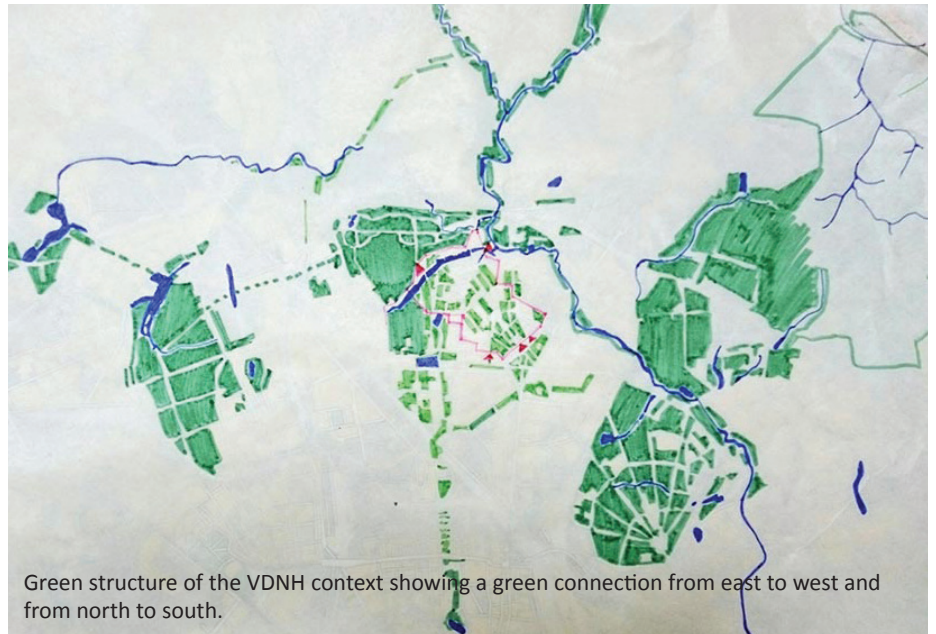 Green structure of the VDNH context showing a green connection from east to west and
from north to south.